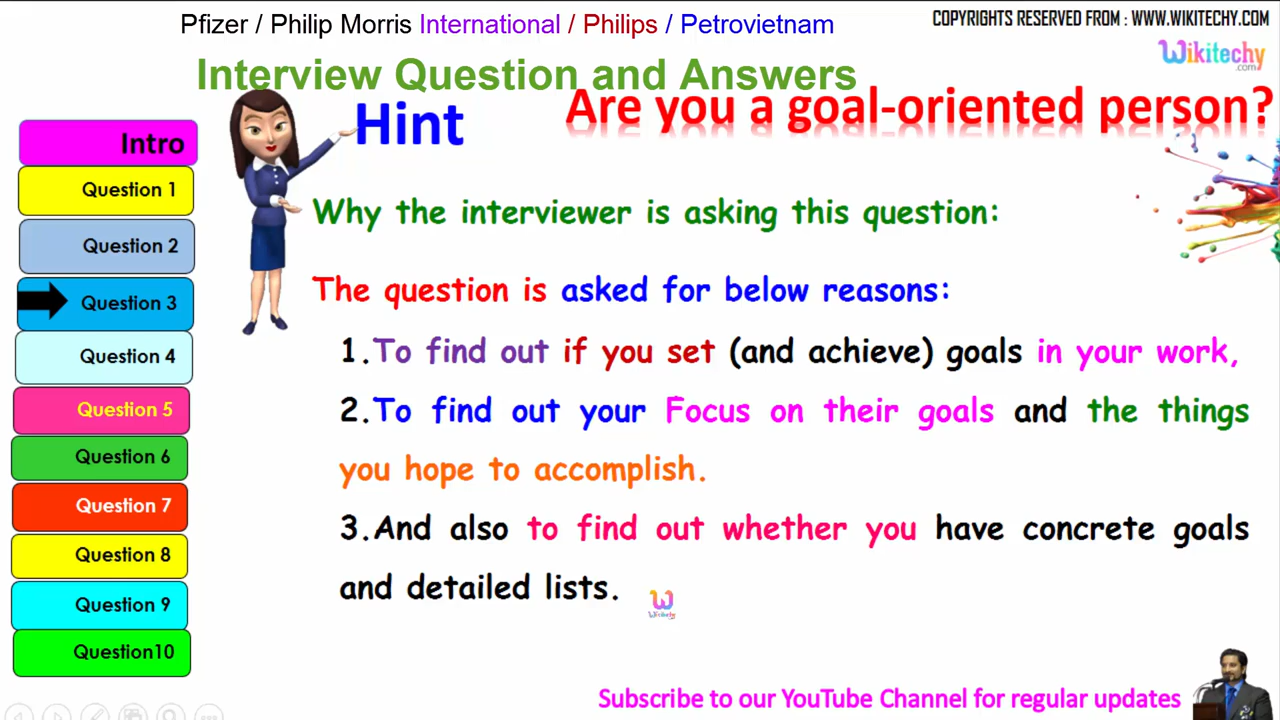 Pfizer / Philip Morris International / Philips / Petrovietnam
COPYRIGHTS RESERVED FROM : WWW.WIKITECHY.COM
Wikitechy
.com
Interview Question and Answers
Hint
Are you a goal-oriented person?
Intro
Question 1
Question 2
Question 3
Question 4
Question 5
Question 6
Question 7
Question 8
Question 9
Question10
Why the interviewer is asking this question:
The question is asked for below reasons:
1.To find out if you set (and achieve) goals in your work,
2.To find out your Focus on their goals and the things
you hope to accomplish.
3.And also to find out whether you have concrete goals
and detailed lists.
Wikitechy
Subscribe to our YouTube Channel for regular updates